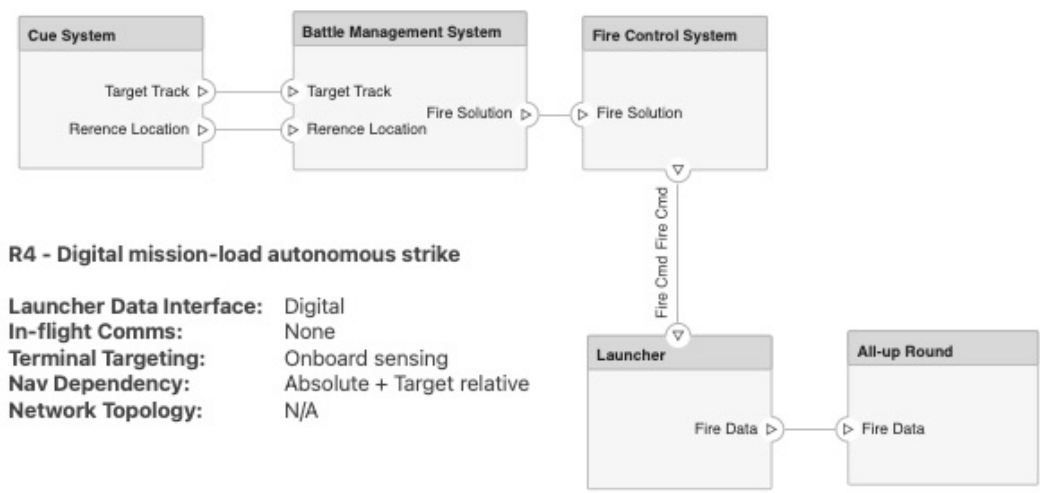 Cue System
Target Track
Rerence Location
Battle Management System
Target Track
Rerence Location
Fire Solution
Fire Control System
Fire Solution
Fire Cmd
Fire Cmd
R4 - Digital mission-load autonomous strike
Launcher Data Interface: Digital
In-flight Comms: None
Terminal Targeting: Onboard sensing
Nav Dependency: Absolute + Target relative
Network Topology: N/A
Launcher
Fire Data
All-up Round
Fire Data